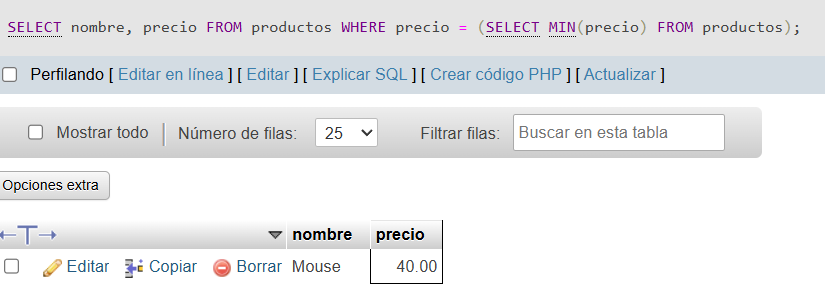 SELECT nombre, precio FROM productos WHERE precio = (SELECT MIN(precio) FROM productos);
Perfilando [ Editar en línea ] [ Editar ] [ Explicar SQL ] [ Crear código PHP ] [ Actualizar ]
Mostrar todo | Número de filas: 25 Filtrar filas: Buscar en esta tabla
Opciones extra
nombre precio
Editar Copiar Borrar Mouse 40.00